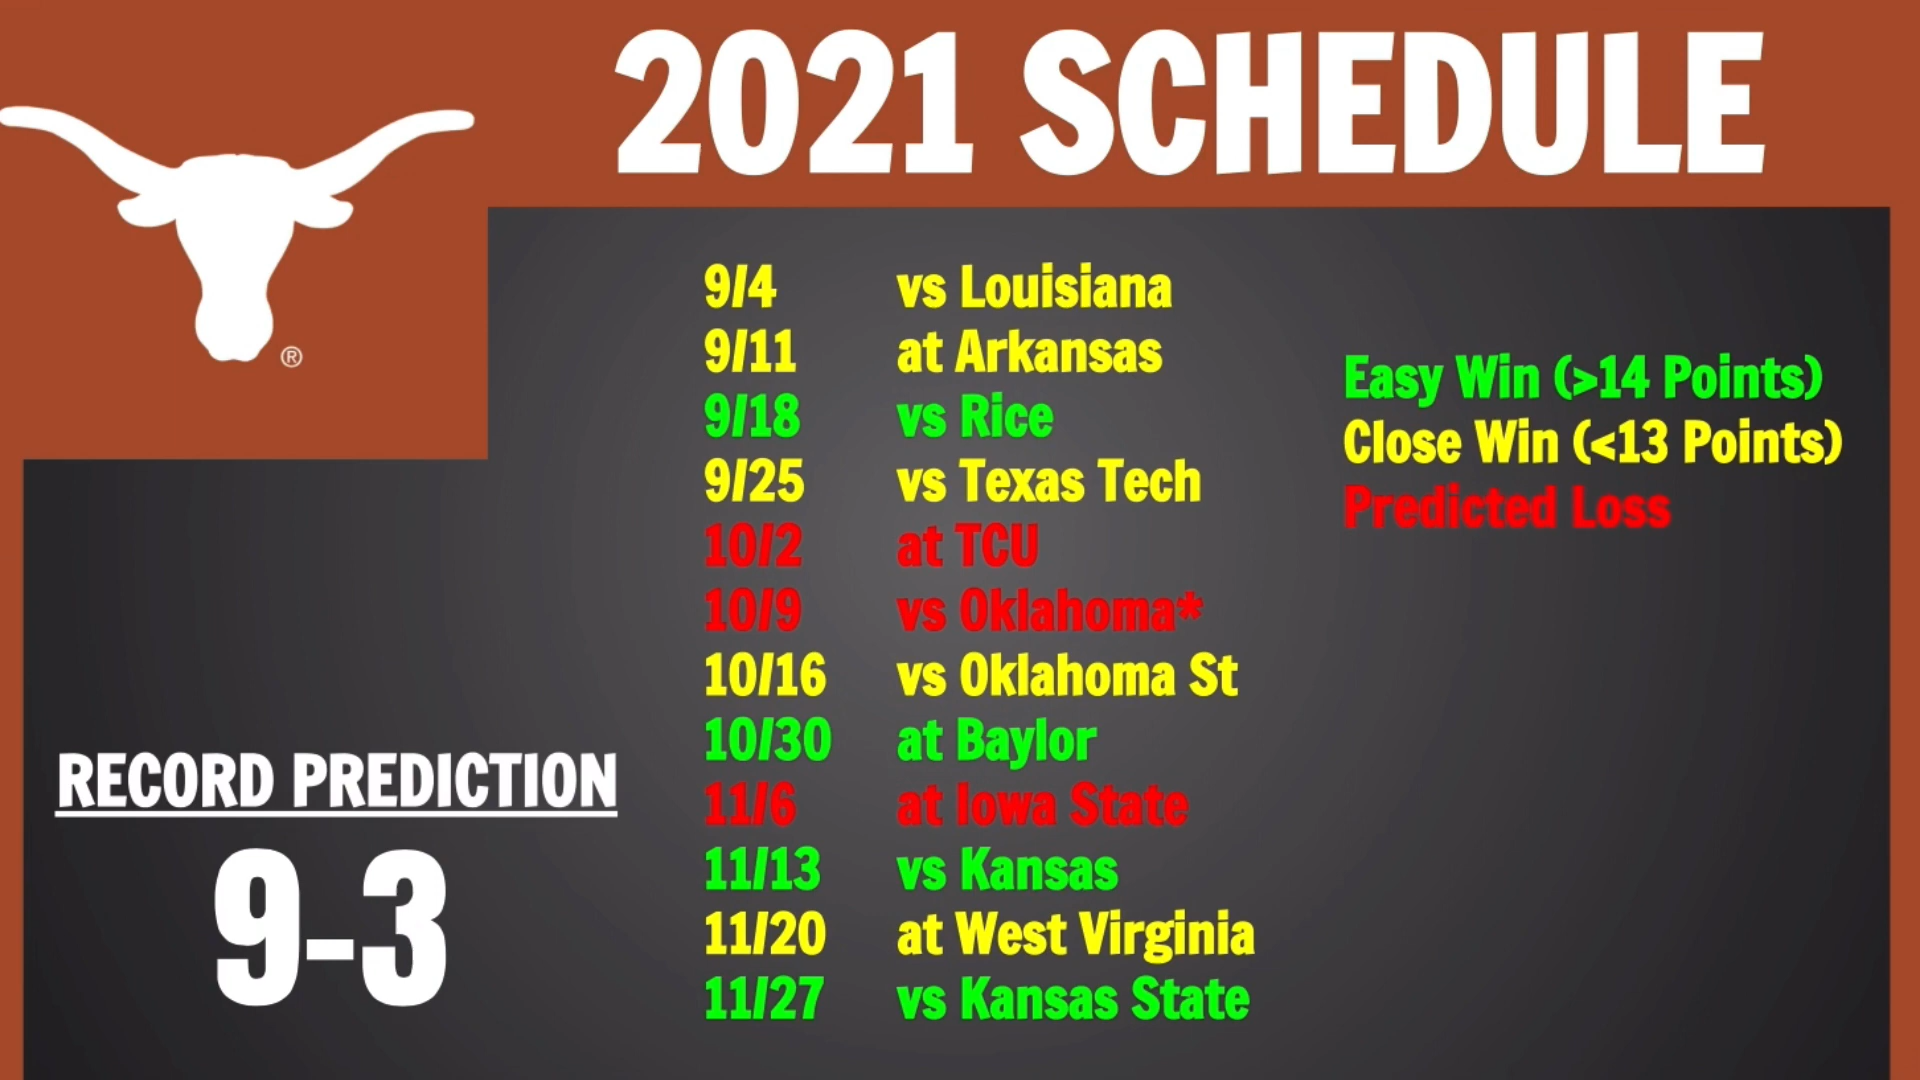 2021 SCHEDULE
®
9/4 vs Louisiana
9/11 at Arkansas
9/18 vs Rice
9/25 vs Texas Tech
10/2 at TCU
10/9 vs Oklahoma*
10/16 vs Oklahoma St
10/30 at Baylor
11/6 at Iowa State
11/13 vs Kansas
11/20 at West Virginia
11/27 vs Kansas State
Easy Win (>14 Points)
Close Win (<13 Points)
Predicted Loss
RECORD PREDICTION
9-3